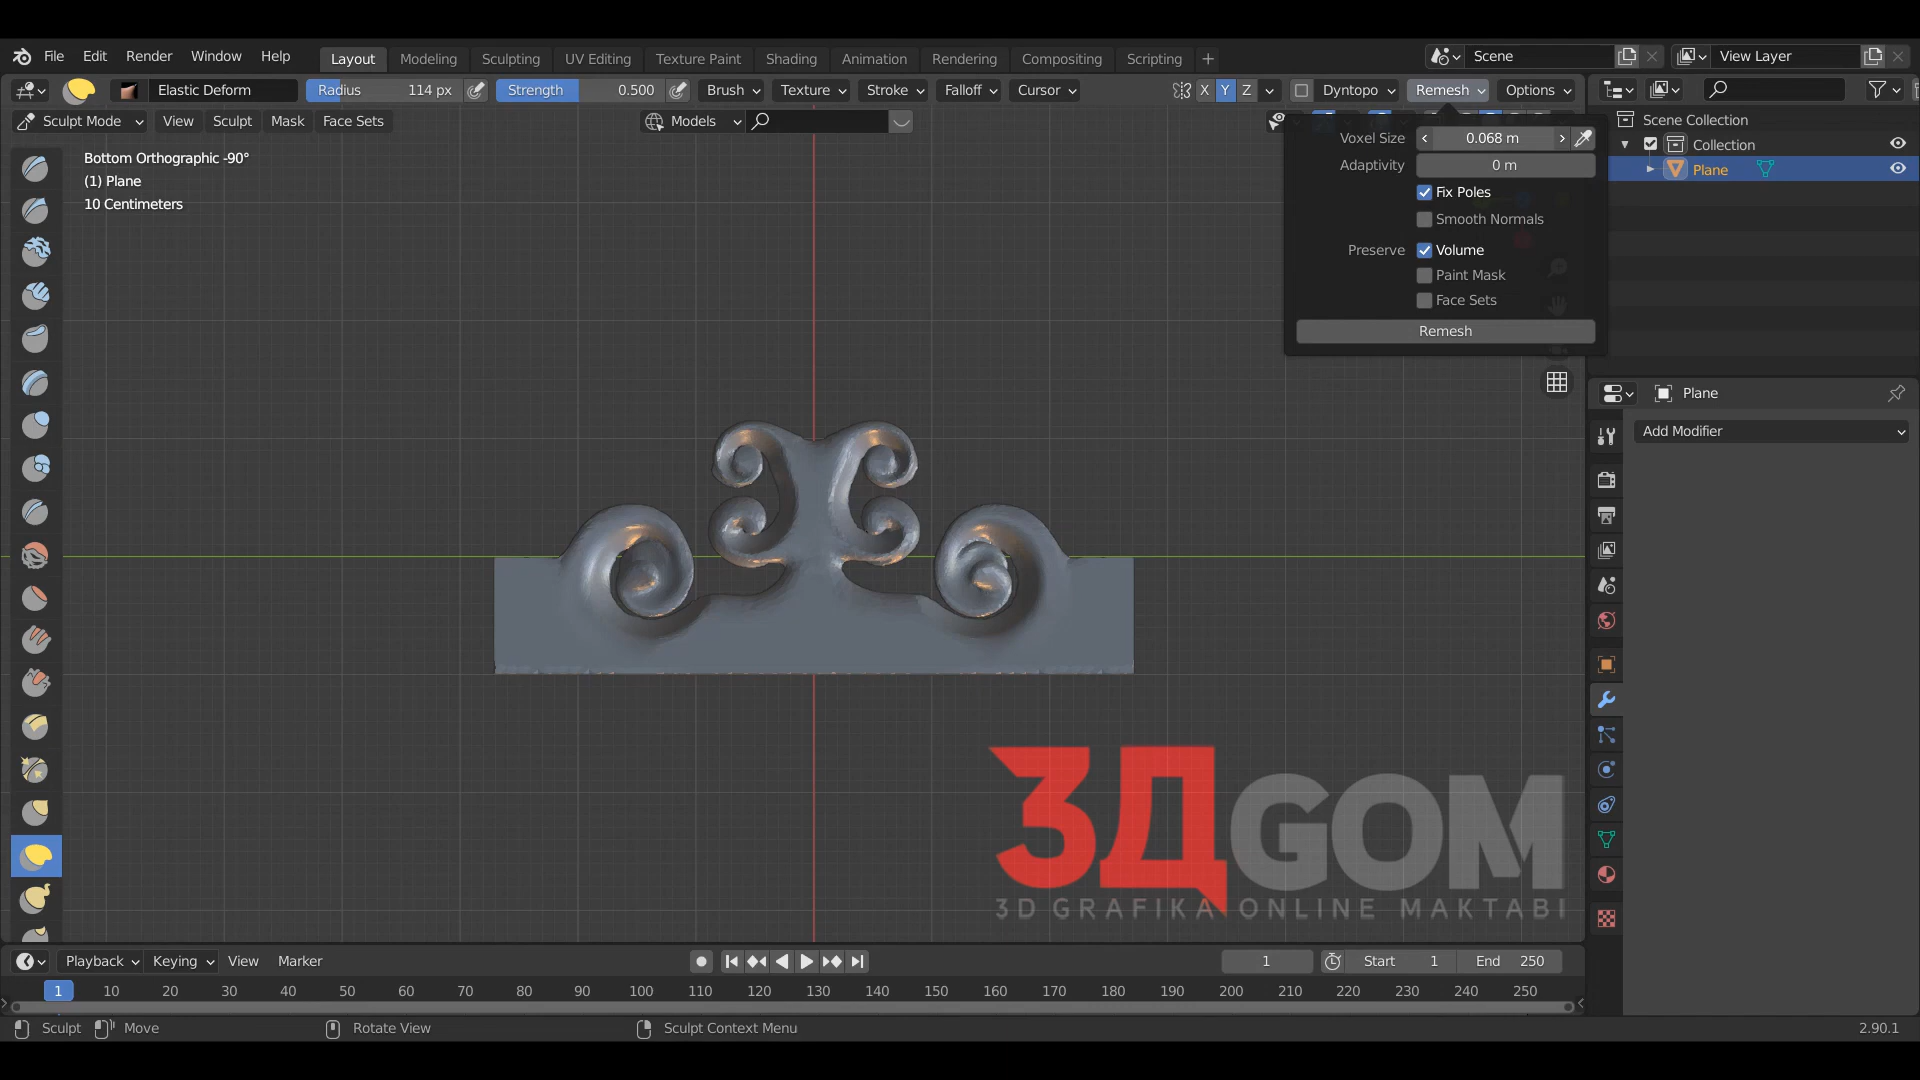 File Edit Render Window Help Layout Modeling Sculpting UV Editing Texture Paint Shading Animation Rendering Compositing Scripting + Scene View Layer
Elastic Deform Radius 114 px Strength 0.500 Brush Texture Stroke Falloff Cursor X Y Z Dyntopo Remesh Options
Sculpt Mode View Sculpt Mask Face Sets Models
Bottom Orthographic -90°
(1) Plane
10 Centimeters
Voxel Size 0.068 m
Adaptivity 0 m
Fix Poles
Smooth Normals
Preserve Volume
Paint Mask
Face Sets
Remesh
Scene Collection
Collection
Plane
Plane
Add Modifier
3ДGOM
3D GRAFIKA ONLINE MAKTABI
Playback Keying View Marker 1 Start 1 End 250
1 10 20 30 40 50 60 70 80 90 100 110 120 130 140 150 160 170 180 190 200 210 220 230 240 250
Sculpt Move Rotate View Sculpt Context Menu 2.90.1